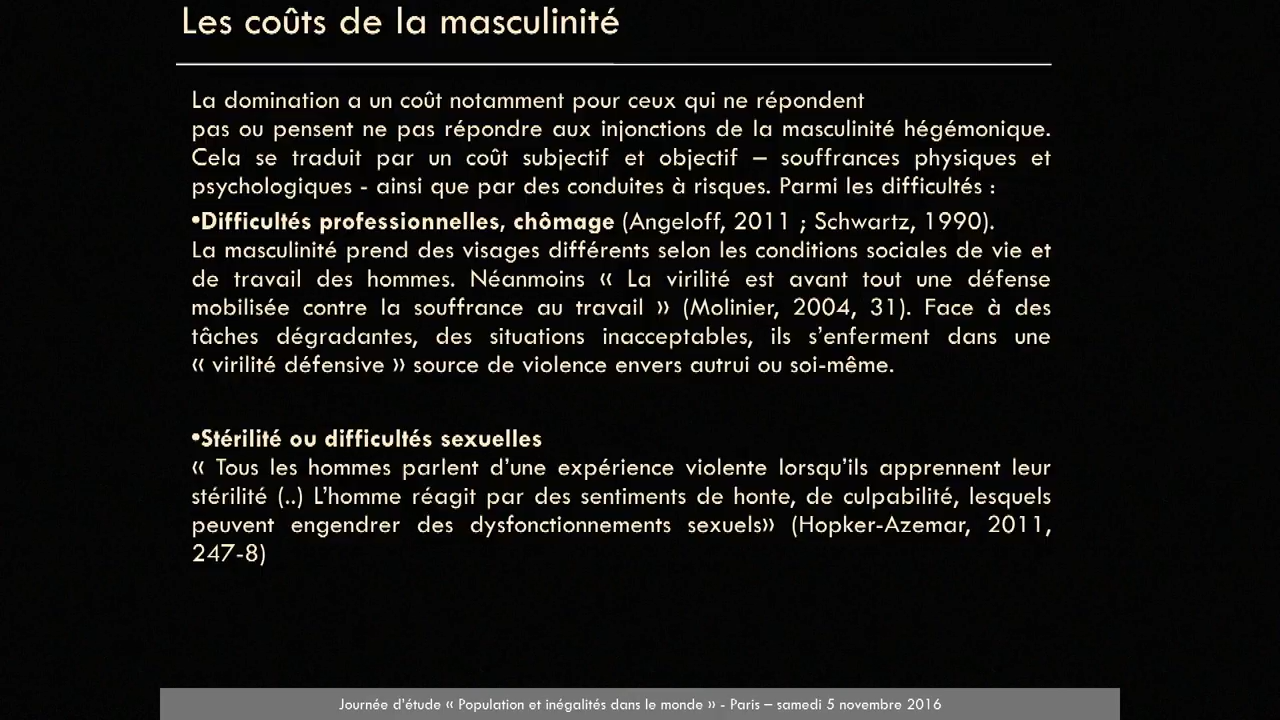 Les coûts de la masculinité
La domination a un coût notamment pour ceux qui ne répondent
pas ou pensent ne pas répondre aux injonctions de la masculinité hégémonique.
Cela se traduit par un coût subjectif et objectif – souffrances physiques et
psychologiques - ainsi que par des conduites à risques. Parmi les difficultés :
•Difficultés professionnelles, chômage (Angeloff, 2011 ; Schwartz, 1990).
La masculinité prend des visages différents selon les conditions sociales de vie et
de travail des hommes. Néanmoins « La virilité est avant tout une défense
mobilisée contre la souffrance au travail » (Molinier, 2004, 31). Face à des
tâches dégradantes, des situations inacceptables, ils s’enferment dans une
« virilité défensive » source de violence envers autrui ou soi-même.
•Stérilité ou difficultés sexuelles
« Tous les hommes parlent d’une expérience violente lorsqu’ils apprennent leur
stérilité (..) L’homme réagit par des sentiments de honte, de culpabilité, lesquels
peuvent engendrer des dysfonctionnements sexuels» (Hopker-Azemar, 2011,
247-8)
Journée d’étude « Population et inégalités dans le monde » - Paris – samedi 5 novembre 2016